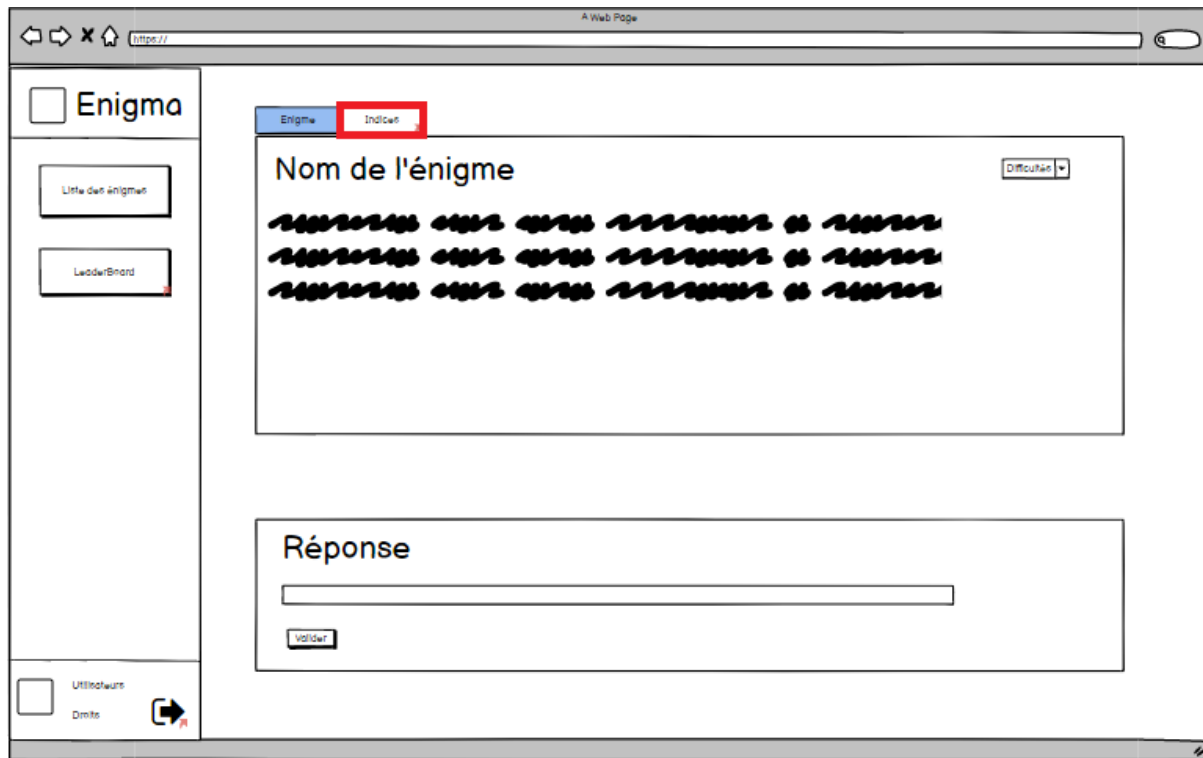 A Web Page
https://
Enigma
Liste des énigmes
LeaderBoard
Utilisateurs
Droits
Enigme
Indices
Nom de l'énigme
Difficultés
Réponse
Valider